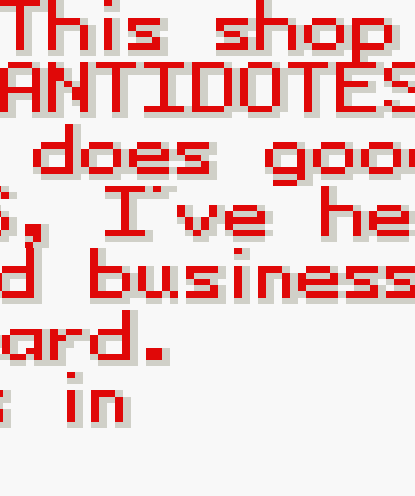 This shop
ANTIDOTES
does goo
, I've he
d business
ard.
in